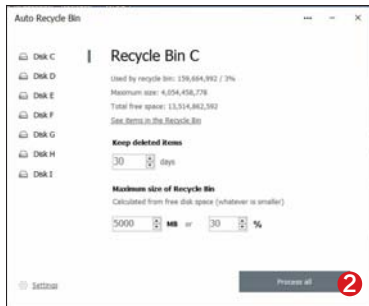 Auto Recycle Bin
Disk C
Disk D
Disk E
Disk F
Disk G
Disk H
Disk I
Recycle Bin C
Used by recycle bin: 159,664,992 / 3%
Maximum size: 4,054,458,778
Total free space: 13,514,862,592
See items in the Recycle Bin
Keep deleted items
30 days
Maximum size of Recycle Bin
Calculated from free disk space (whatever is smaller)
5000 MB or 30 %
Settings
Process all 2